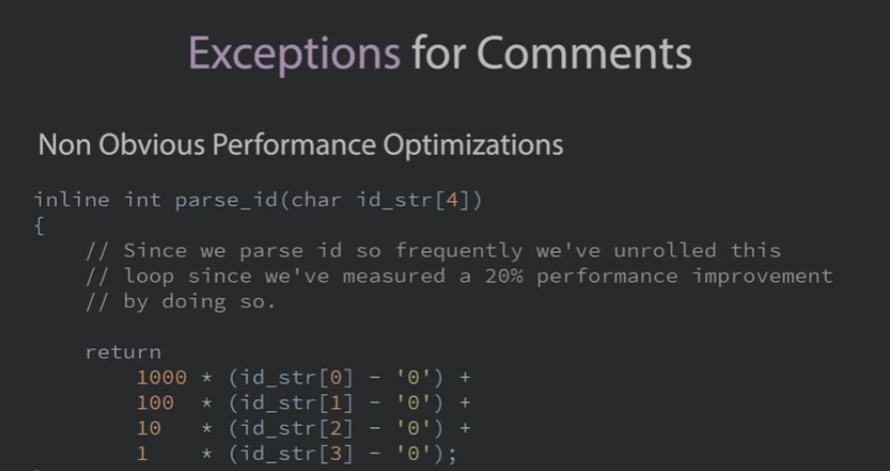 Exceptions for Comments
Non Obvious Performance Optimizations
inline int parse_id(char id_str[4])
{
    // Since we parse id so frequently we've unrolled this
    // loop since we've measured a 20% performance improvement
    // by doing so.
    return
        1000 * (id_str[0] - '0') +
        100  * (id_str[1] - '0') +
        10   * (id_str[2] - '0') +
        1    * (id_str[3] - '0');